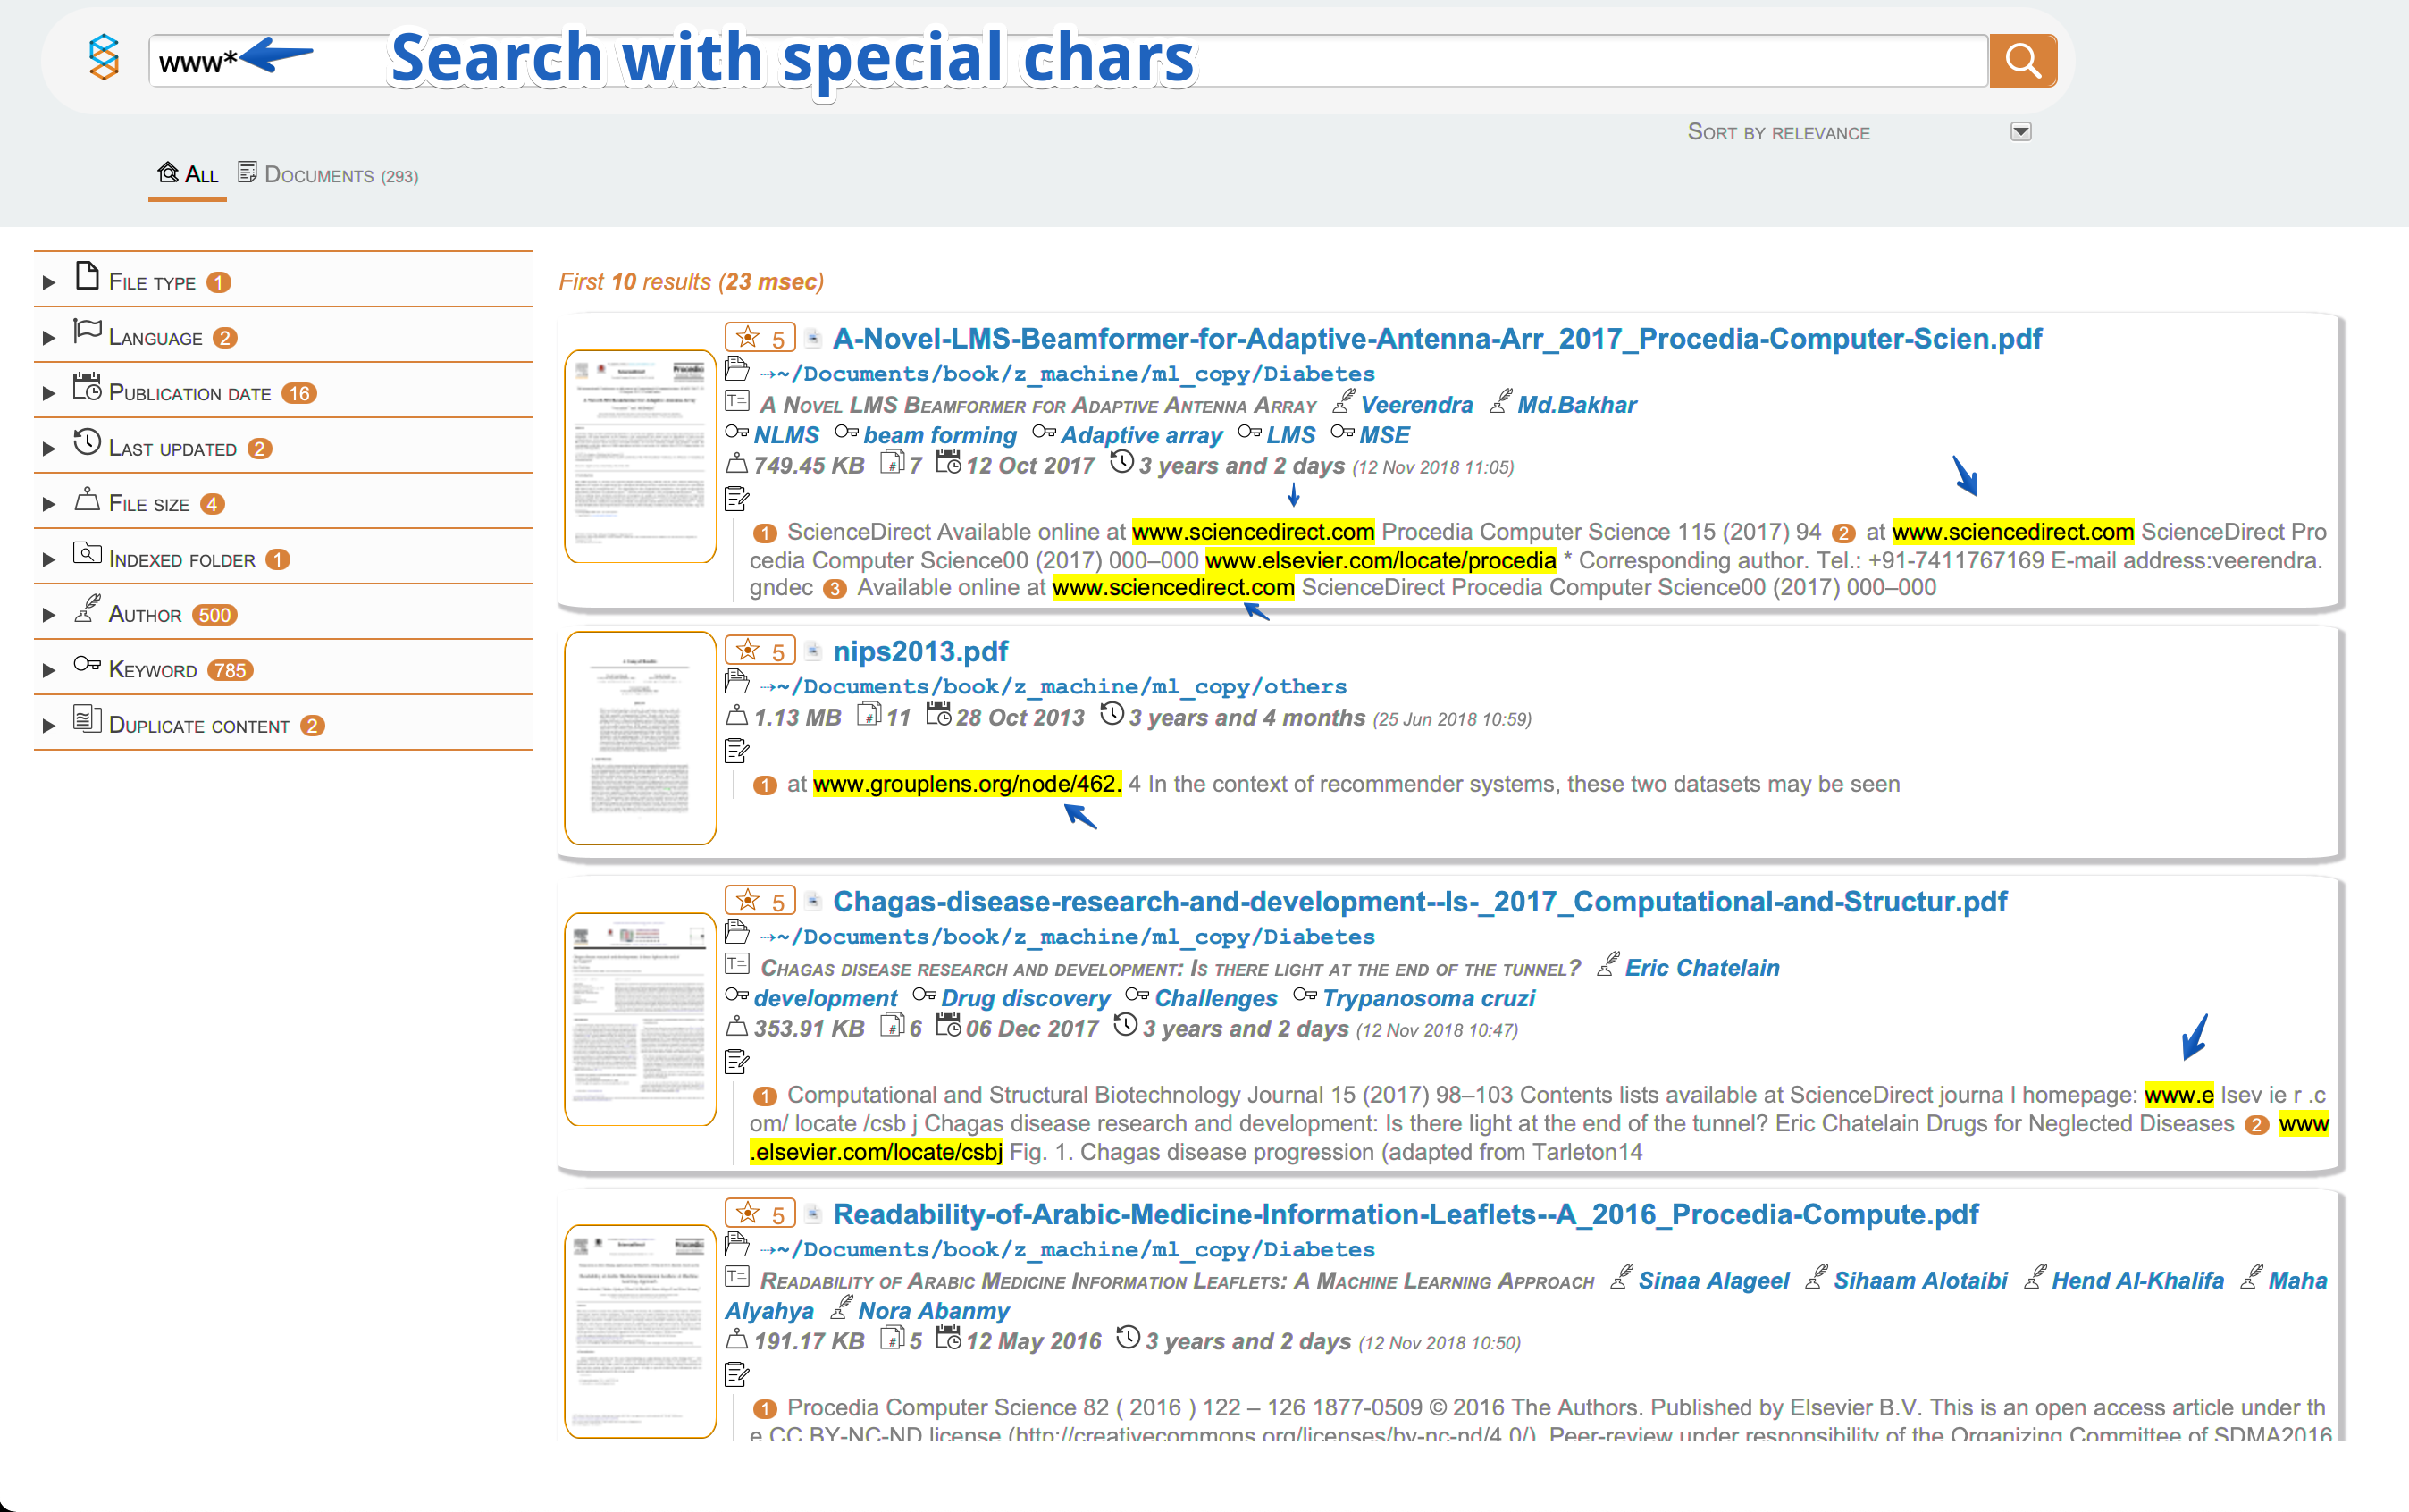 www*
Search with special chars
SORT BY RELEVANCE
ALL DOCUMENTS (293)
FILE TYPE 1
LANGUAGE 2
PUBLICATION DATE 16
LAST UPDATED 2
FILE SIZE 4
INDEXED FOLDER 1
AUTHOR 500
KEYWORD 785
DUPLICATE CONTENT 2
First 10 results (23 msec)
5 A-Novel-LMS-Beamformer-for-Adaptive-Antenna-Arr_2017_Procedia-Computer-Scien.pdf
⇢~/Documents/book/z_machine/ml_copy/Diabetes
A NOVEL LMS BEAMFORMER FOR ADAPTIVE ANTENNA ARRAY Veerendra Md.Bakhar
NLMS beam forming Adaptive array LMS MSE
749.45 KB # 7 12 Oct 2017 3 years and 2 days (12 Nov 2018 11:05)
1 ScienceDirect Available online at www.sciencedirect.com Procedia Computer Science 115 (2017) 94 2 at www.sciencedirect.com ScienceDirect Pro
cedia Computer Science00 (2017) 000–000 www.elsevier.com/locate/procedia * Corresponding author. Tel.: +91-7411767169 E-mail address:veerendra.
gndec 3 Available online at www.sciencedirect.com ScienceDirect Procedia Computer Science00 (2017) 000–000
5 nips2013.pdf
⇢~/Documents/book/z_machine/ml_copy/others
1.13 MB # 11 28 Oct 2013 3 years and 4 months (25 Jun 2018 10:59)
1 at www.grouplens.org/node/462. 4 In the context of recommender systems, these two datasets may be seen
5 Chagas-disease-research-and-development--Is-_2017_Computational-and-Structur.pdf
⇢~/Documents/book/z_machine/ml_copy/Diabetes
CHAGAS DISEASE RESEARCH AND DEVELOPMENT: IS THERE LIGHT AT THE END OF THE TUNNEL? Eric Chatelain
development Drug discovery Challenges Trypanosoma cruzi
353.91 KB # 6 06 Dec 2017 3 years and 2 days (12 Nov 2018 10:47)
1 Computational and Structural Biotechnology Journal 15 (2017) 98–103 Contents lists available at ScienceDirect journa l homepage: www.e lsev ie r .c
om/ locate /csb j Chagas disease research and development: Is there light at the end of the tunnel? Eric Chatelain Drugs for Neglected Diseases 2 www
.elsevier.com/locate/csbj Fig. 1. Chagas disease progression (adapted from Tarleton14
5 Readability-of-Arabic-Medicine-Information-Leaflets--A_2016_Procedia-Compute.pdf
⇢~/Documents/book/z_machine/ml_copy/Diabetes
READABILITY OF ARABIC MEDICINE INFORMATION LEAFLETS: A MACHINE LEARNING APPROACH Sinaa Alageel Sihaam Alotaibi Hend Al-Khalifa Maha
Alyahya Nora Abanmy
191.17 KB # 5 12 May 2016 3 years and 2 days (12 Nov 2018 10:50)
1 Procedia Computer Science 82 ( 2016 ) 122 – 126 1877-0509 © 2016 The Authors. Published by Elsevier B.V. This is an open access article under th
e CC BY-NC-ND license (http://creativecommons.org/licenses/by-nc-nd/4.0/). Peer-review under responsibility of the Organizing Committee of SDMA2016